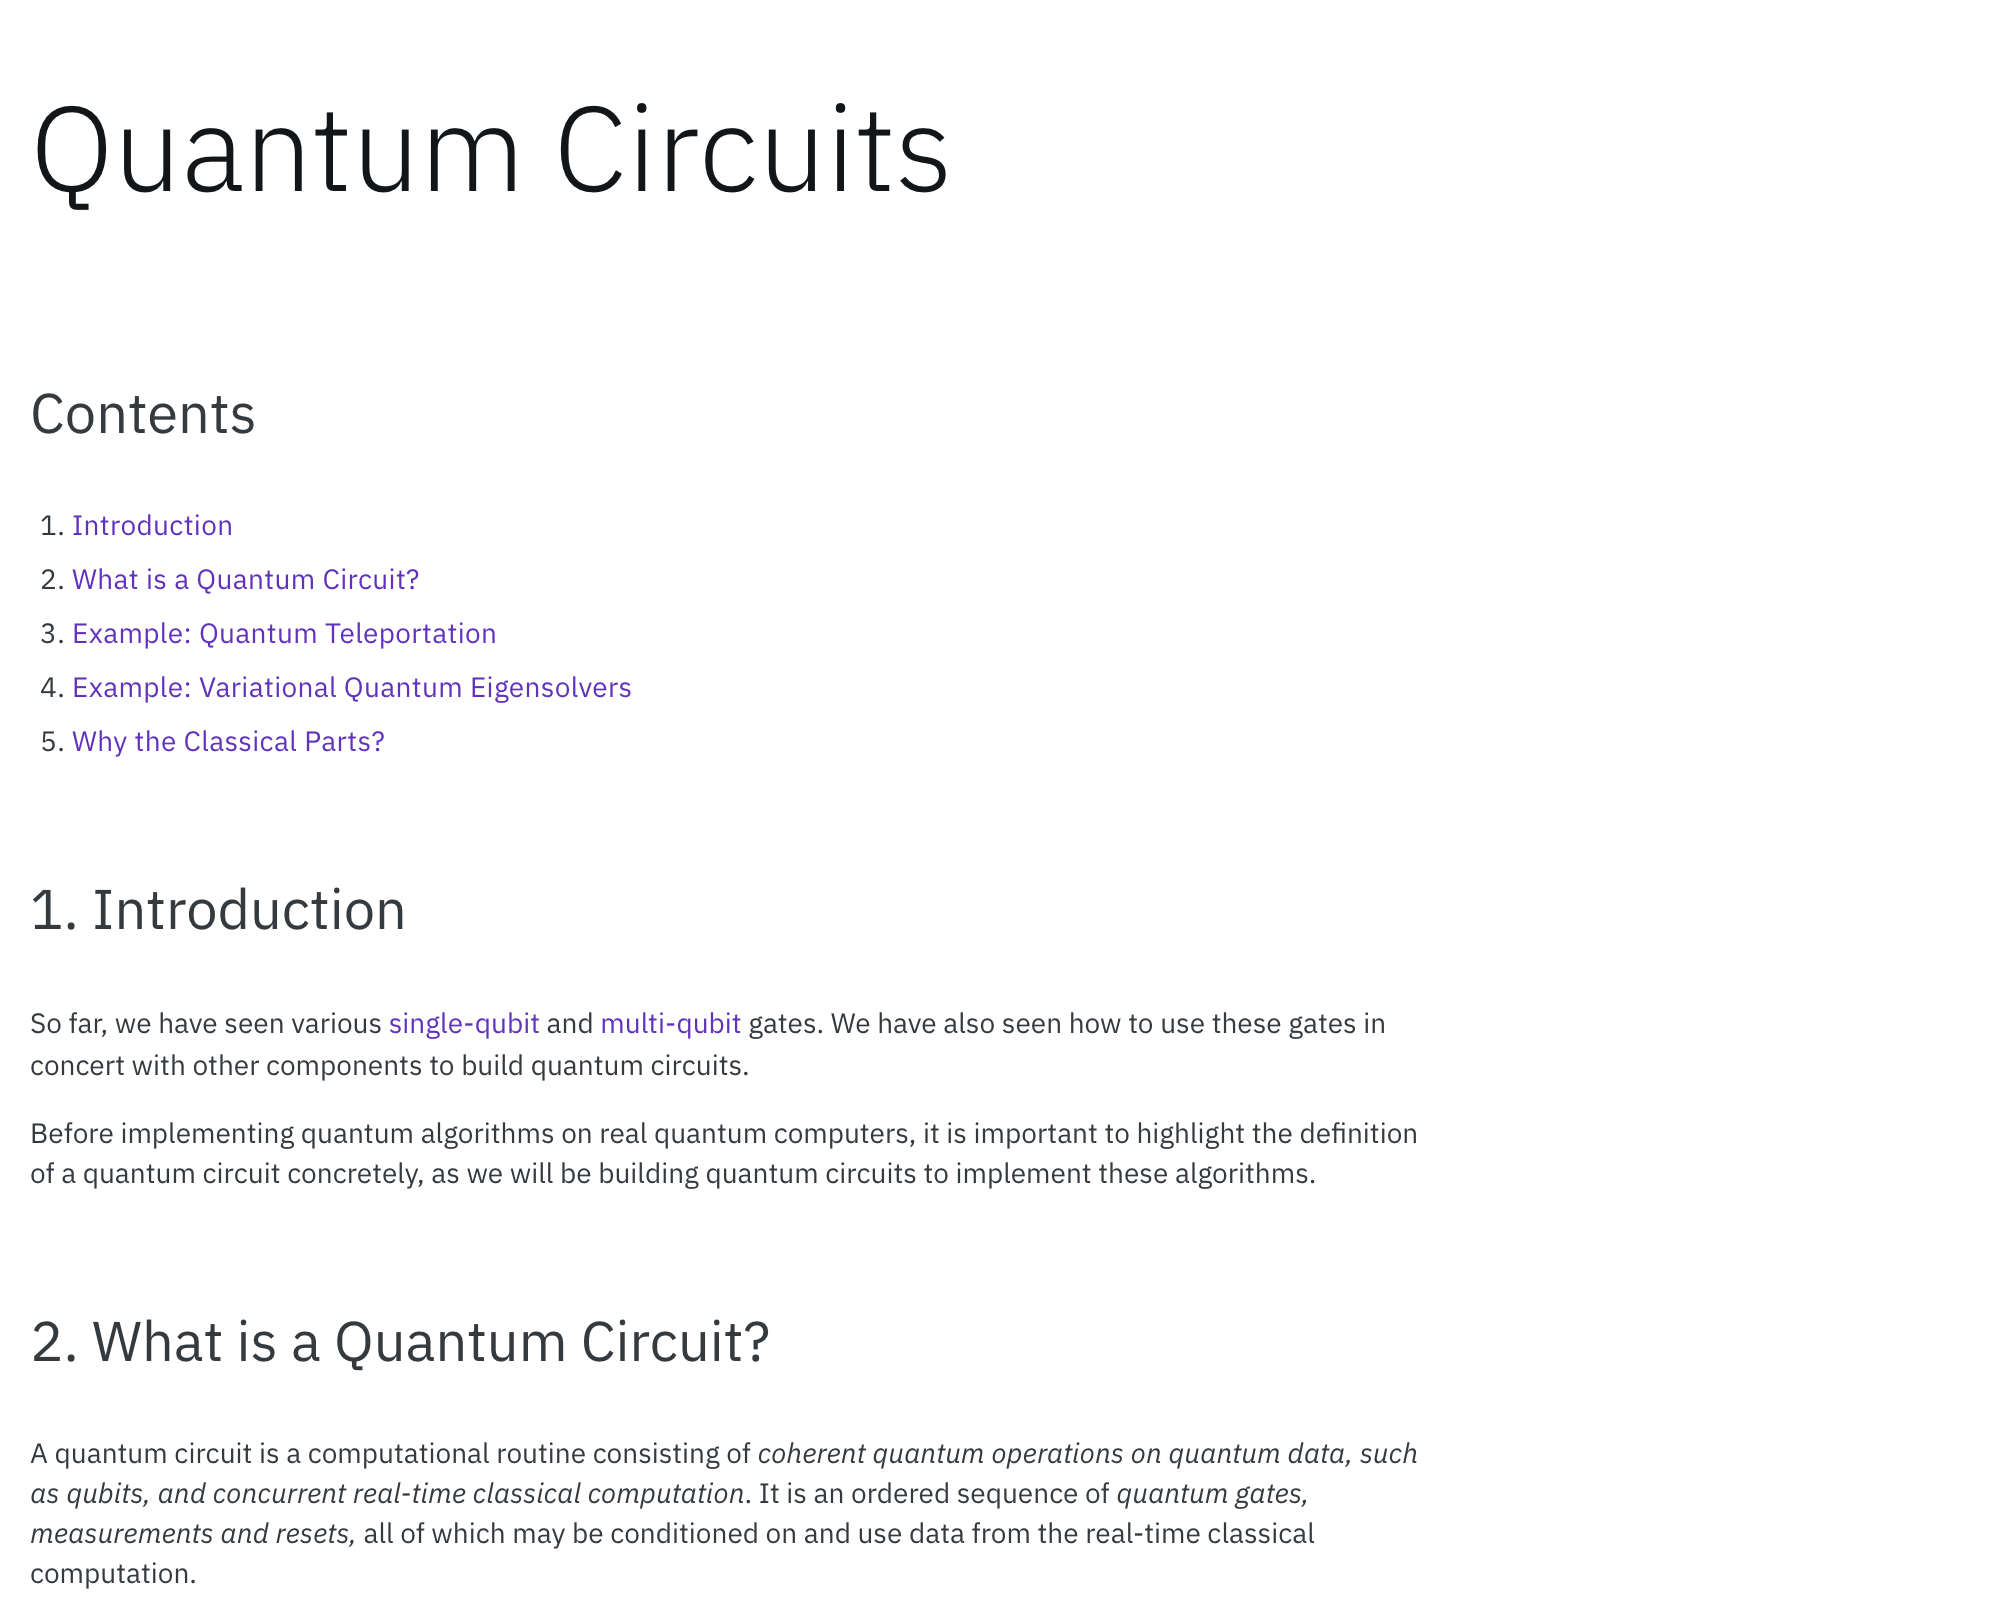 Quantum Circuits
Contents
1. Introduction
2. What is a Quantum Circuit?
3. Example: Quantum Teleportation
4. Example: Variational Quantum Eigensolvers
5. Why the Classical Parts?
1. Introduction
So far, we have seen various single-qubit and multi-qubit gates. We have also seen how to use these gates in
concert with other components to build quantum circuits.
Before implementing quantum algorithms on real quantum computers, it is important to highlight the definition
of a quantum circuit concretely, as we will be building quantum circuits to implement these algorithms.
2. What is a Quantum Circuit?
A quantum circuit is a computational routine consisting of coherent quantum operations on quantum data, such
as qubits, and concurrent real-time classical computation. It is an ordered sequence of quantum gates,
measurements and resets, all of which may be conditioned on and use data from the real-time classical
computation.